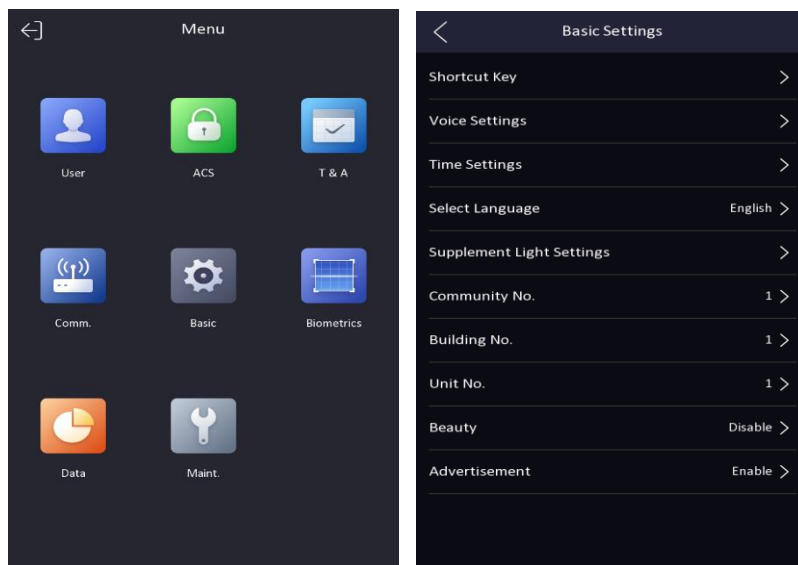 Menu
User
ACS
T & A
Comm.
Basic
Biometrics
Data
Maint.
Basic Settings
Shortcut Key
Voice Settings
Time Settings
Select Language English
Supplement Light Settings
Community No. 1
Building No. 1
Unit No. 1
Beauty Disable
Advertisement Enable